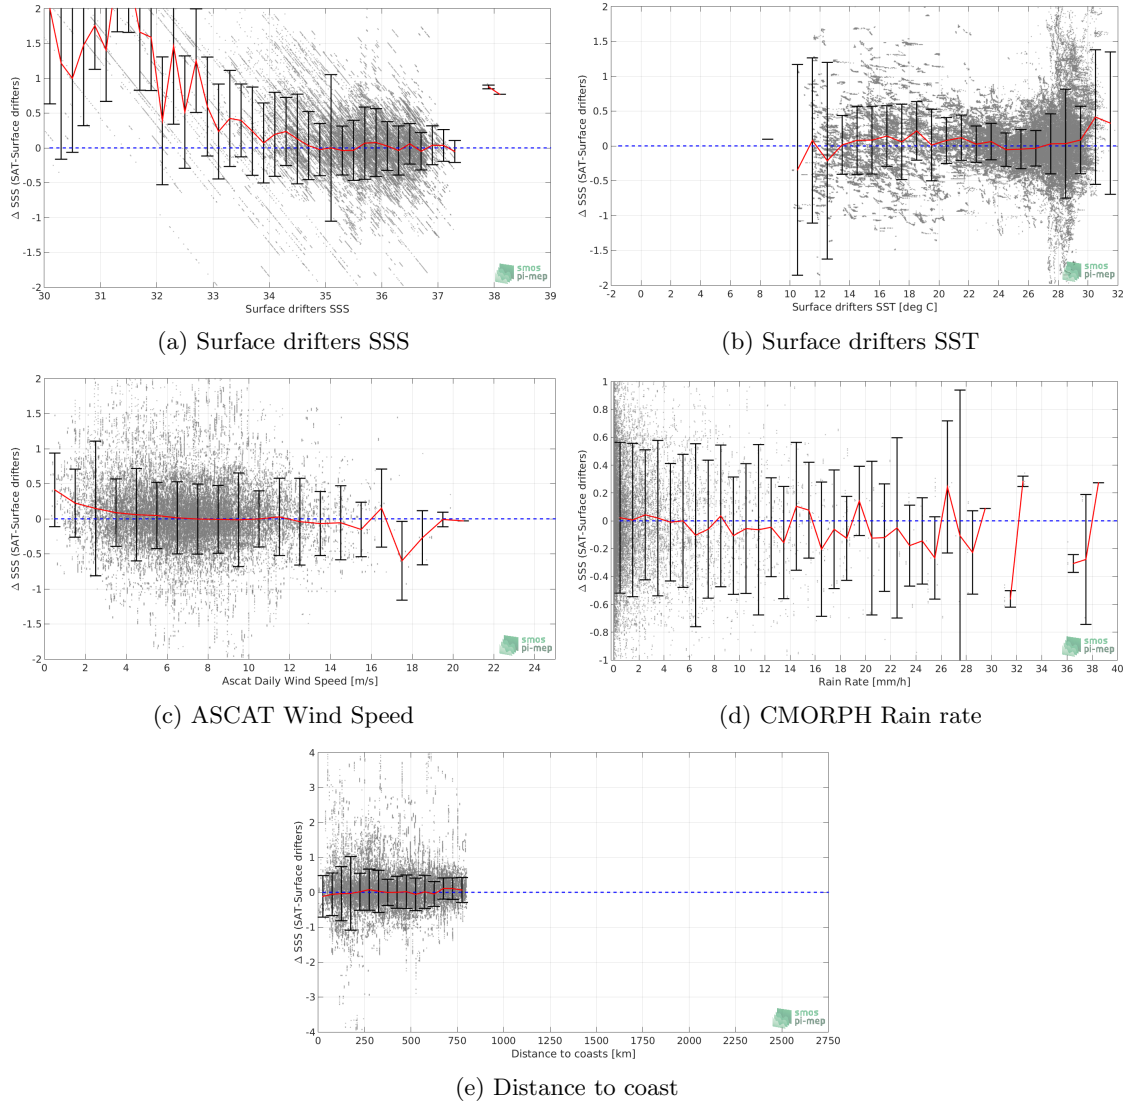 2
1.5
1
0.5
0
-0.5
-1
-1.5
-2
Δ SSS (SAT-Surface drifters)
30 31 32 33 34 35 36 37 38 39
Surface drifters SSS
smos
pi-mep
(a) Surface drifters SSS
2
1.5
1
0.5
0
-0.5
-1
-1.5
-2
Δ SSS (SAT-Surface drifters)
-2 0 2 4 6 8 10 12 14 16 18 20 22 24 26 28 30 32
Surface drifters SST [deg C]
smos
pi-mep
(b) Surface drifters SST
2
1.5
1
0.5
0
-0.5
-1
-1.5
-2
Δ SSS (SAT-Surface drifters)
0 2 4 6 8 10 12 14 16 18 20 22 24
Ascat Daily Wind Speed [m/s]
smos
pi-mep
(c) ASCAT Wind Speed
1
0.8
0.6
0.4
0.2
0
-0.2
-0.4
-0.6
-0.8
-1
Δ SSS (SAT-Surface drifters)
0 2 4 6 8 10 12 14 16 18 20 22 24 26 28 30 32 34 36 38 40
Rain Rate [mm/h]
smos
pi-mep
(d) CMORPH Rain rate
4
3
2
1
0
-1
-2
-3
-4
Δ SSS (SAT-Surface drifters)
0 250 500 750 1000 1250 1500 1750 2000 2250 2500 2750
Distance to coasts [km]
smos
pi-mep
(e) Distance to coast